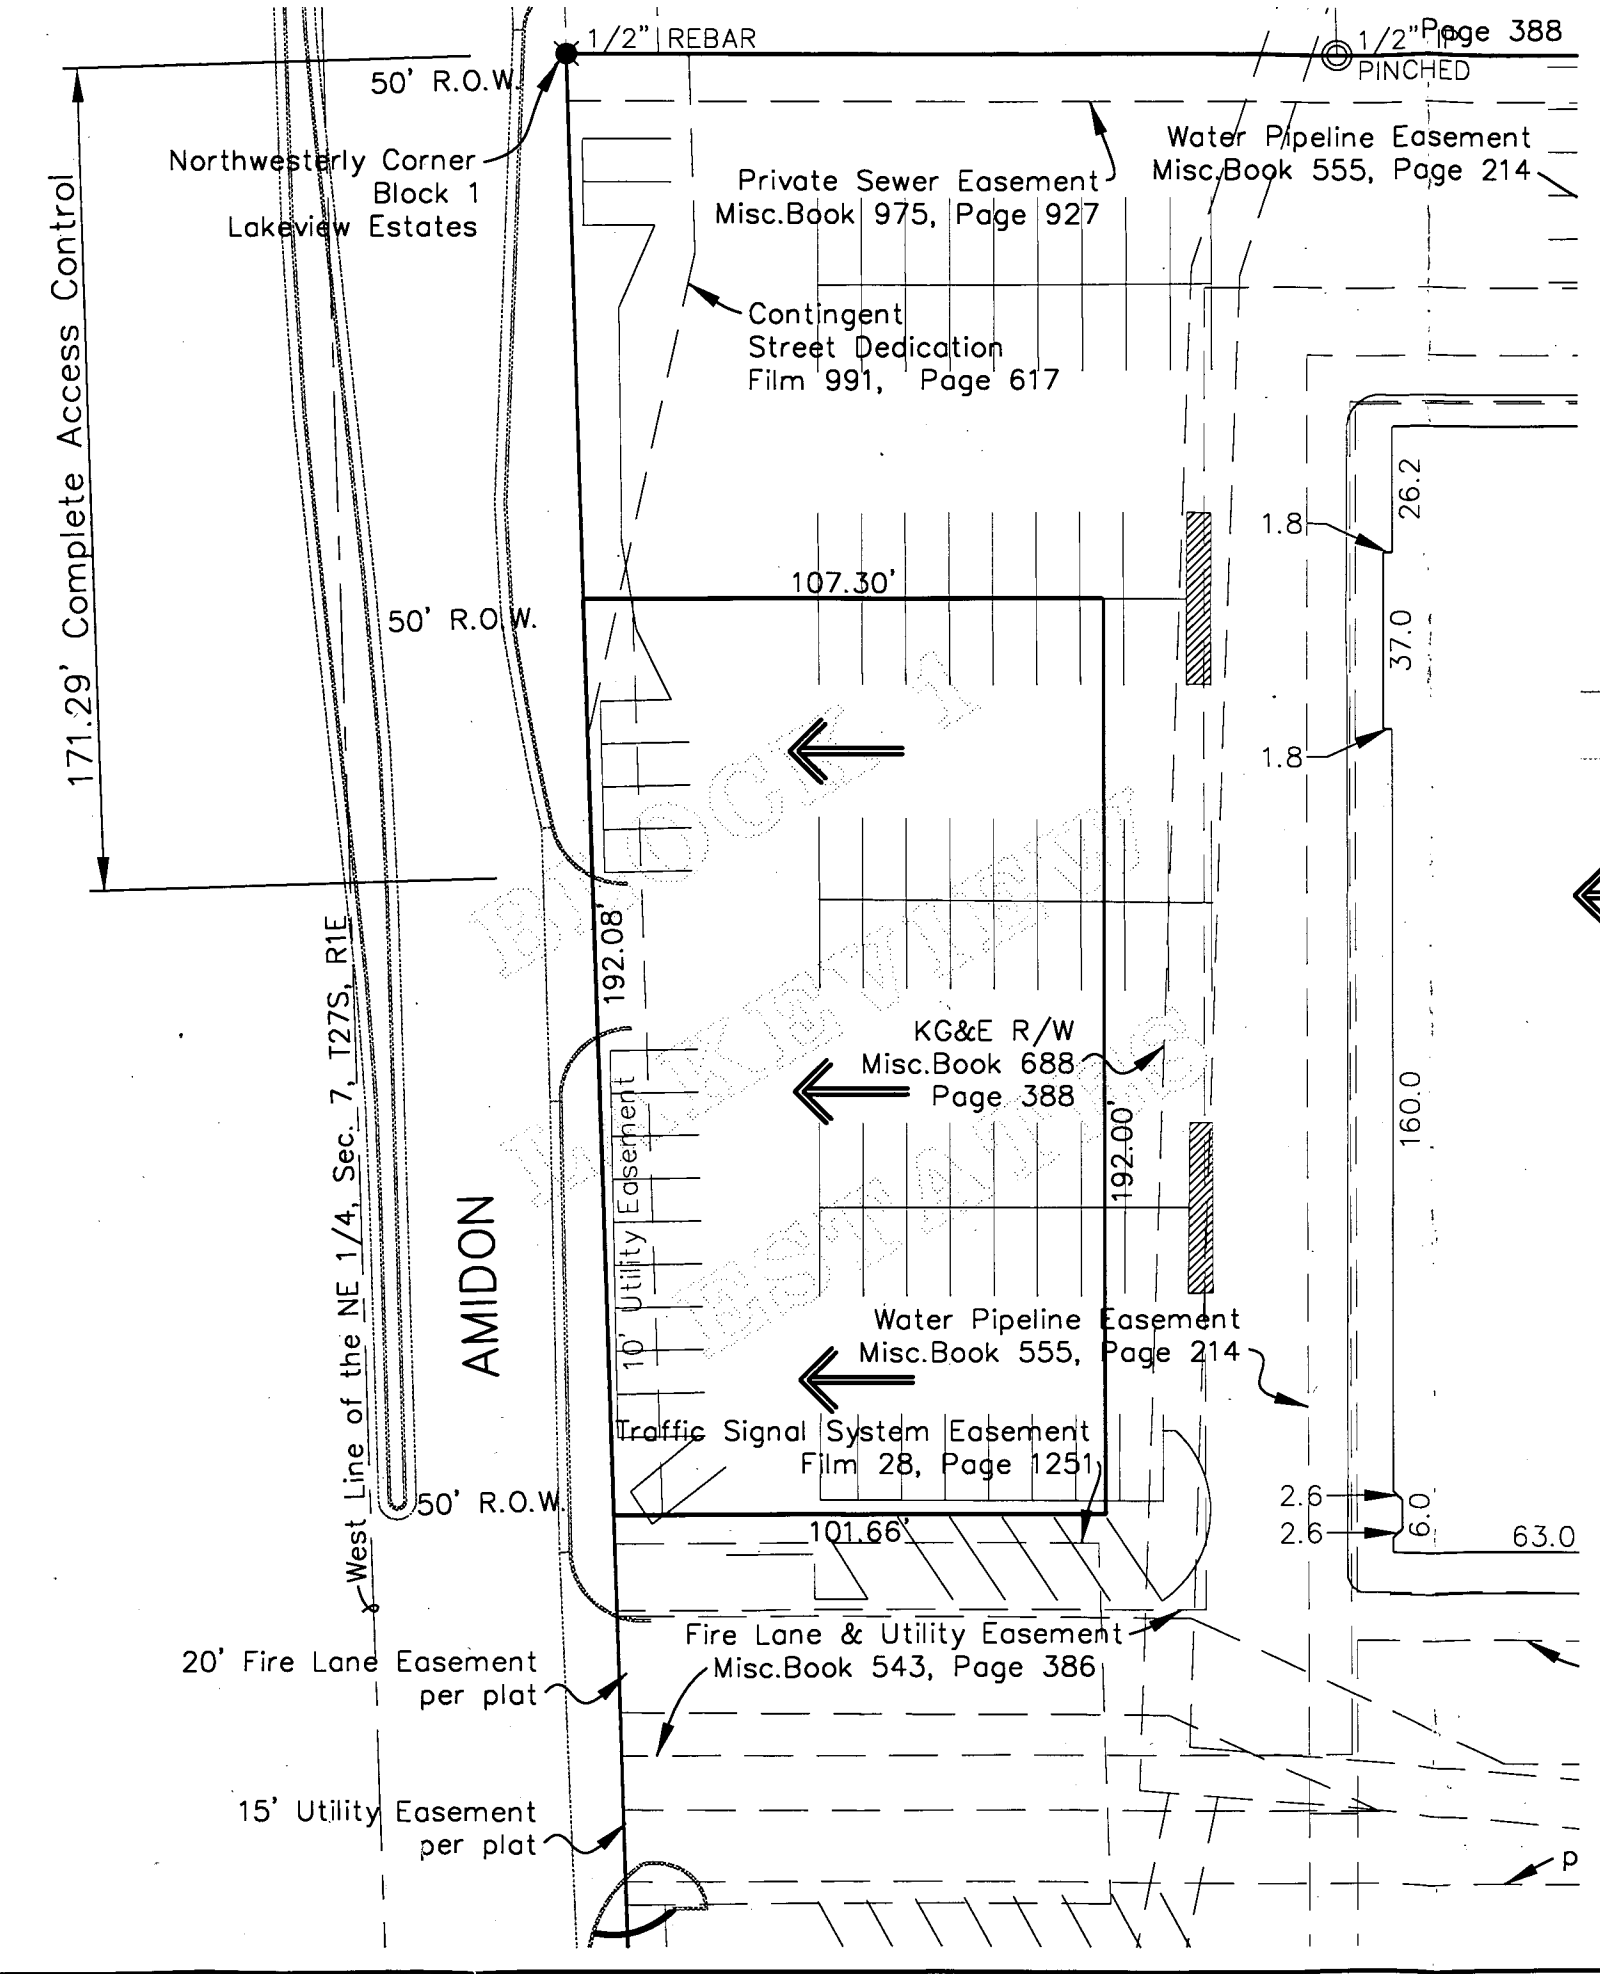 1/2" REBAR
1/2" IP
PINCHED
Page 388
50' R.O.W.
Northwesterly Corner
Block 1
Lakeview Estates
Private Sewer Easement
Misc.Book 975, Page 927
Water Pipeline Easement
Misc.Book 555, Page 214
171.29' Complete Access Control
Contingent
Street Dedication
Film 991, Page 617
26.2
1.8
107.30'
50' R.O.W.
37.0
1.8
BLOCK 1
LAKEVIEW
ESTATES
192.08'
West Line of the NE 1/4, Sec. 7, T27S, R1E
KG&E R/W
Misc.Book 688
Page 388
192.00'
160.0
10' Utility Easement
AMIDON
Water Pipeline Easement
Misc.Book 555, Page 214
Traffic Signal System Easement
Film 28, Page 1251
50' R.O.W.
101.66'
2.6
2.6
6.0
63.0
Fire Lane & Utility Easement
Misc.Book 543, Page 386
20' Fire Lane Easement
per plat
15' Utility Easement
per plat
p